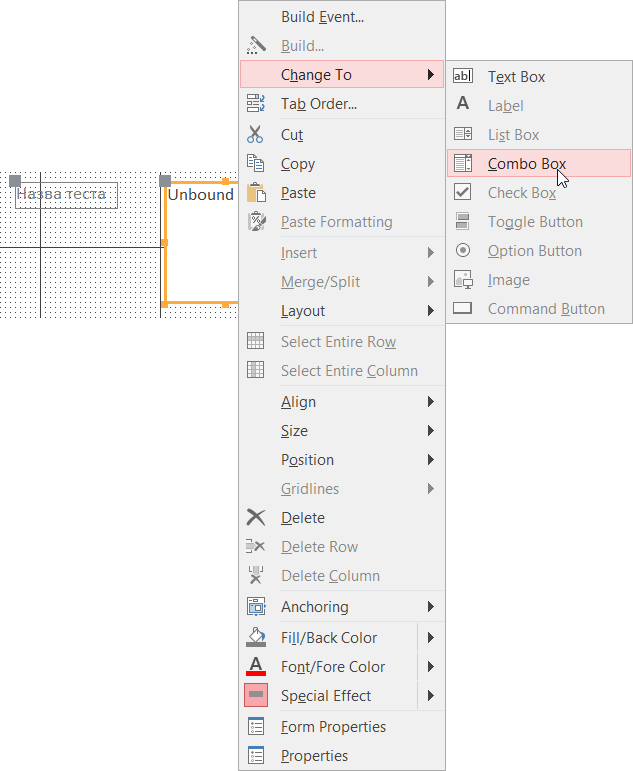 Build Event...
Build...
Change To
Tab Order...
Cut
Copy
Paste
Paste Formatting
Insert
Merge/Split
Layout
Select Entire Row
Select Entire Column
Align
Size
Position
Gridlines
Delete
Delete Row
Delete Column
Anchoring
Fill/Back Color
Font/Fore Color
Special Effect
Form Properties
Properties
Text Box
Label
List Box
Combo Box
Check Box
Toggle Button
Option Button
Image
Command Button
Назва теста
Unbound